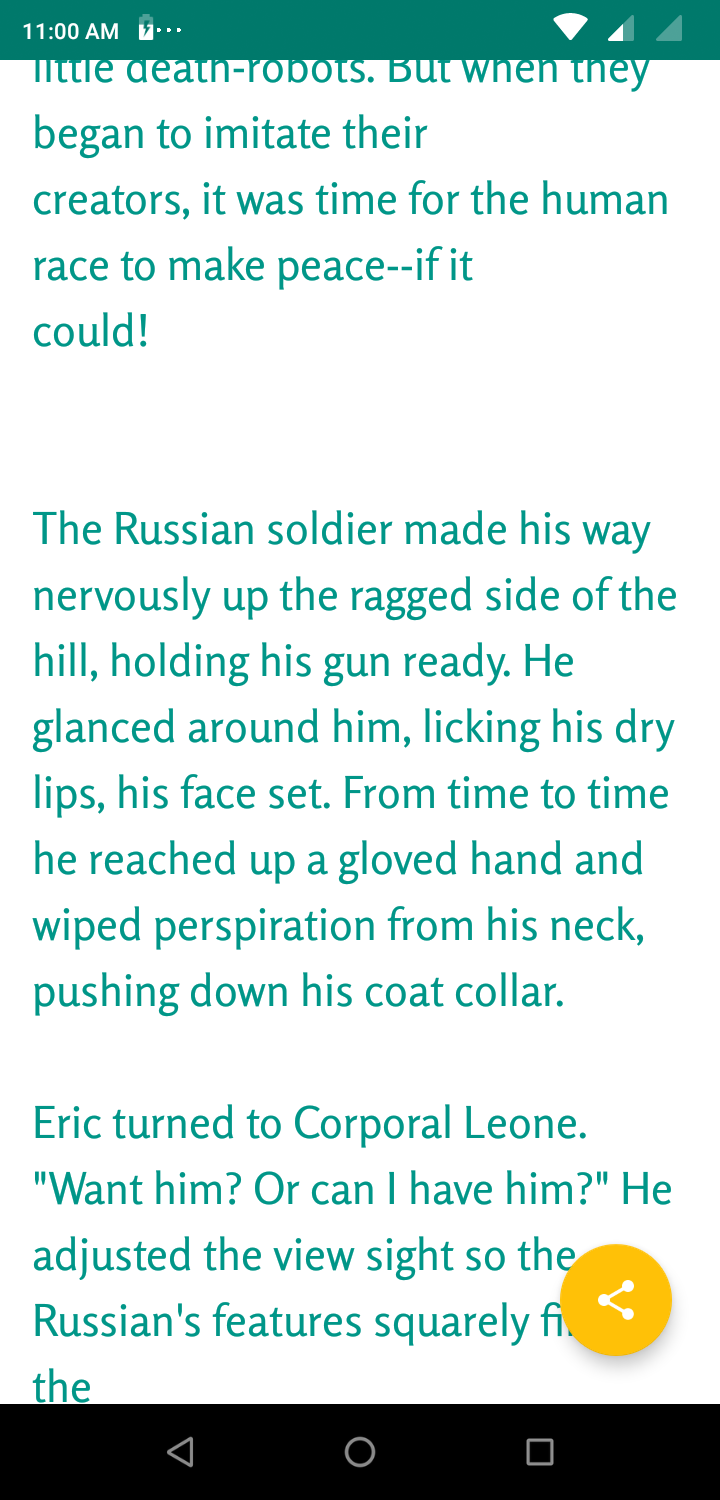 11:00 AM
little death-robots. But when they
began to imitate their
creators, it was time for the human
race to make peace--if it
could!
The Russian soldier made his way
nervously up the ragged side of the
hill, holding his gun ready. He
glanced around him, licking his dry
lips, his face set. From time to time
he reached up a gloved hand and
wiped perspiration from his neck,
pushing down his coat collar.
Eric turned to Corporal Leone.
"Want him? Or can I have him?" He
adjusted the view sight so the
Russian's features squarely
the